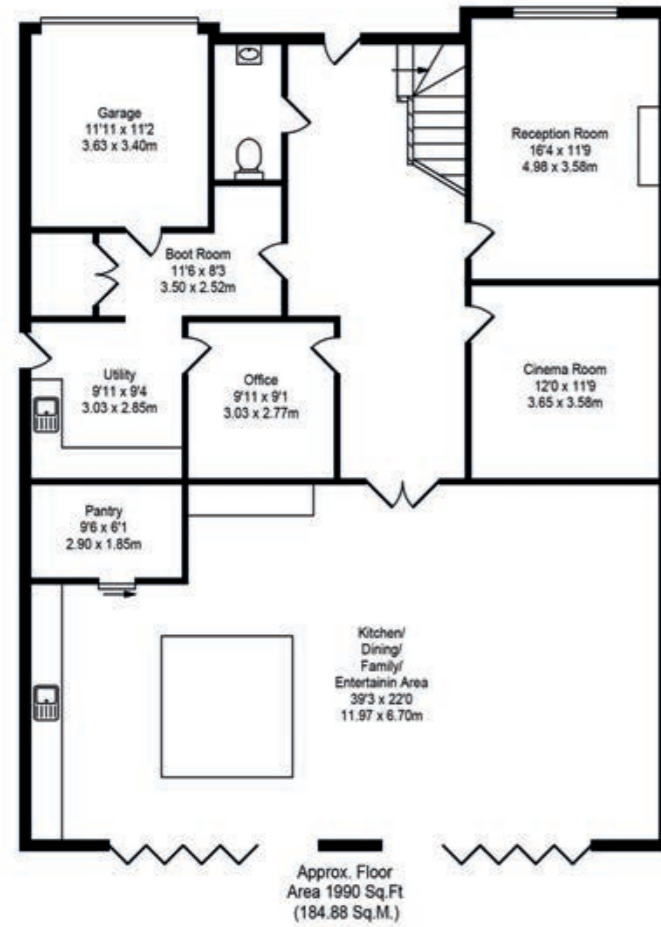 Garage
11'11 x 11'2
3.63 x 3.40m
Reception Room
16'4 x 11'9
4.98 x 3.58m
Boot Room
11'6 x 8'3
3.50 x 2.52m
Utility
9'11 x 9'4
3.03 x 2.85m
Office
9'11 x 9'1
3.03 x 2.77m
Cinema Room
12'0 x 11'9
3.65 x 3.58m
Pantry
9'6 x 6'1
2.90 x 1.85m
Kitchen/
Dining/
Family/
Entertainin Area
39'3 x 22'0
11.97 x 6.70m
Approx. Floor
Area 1990 Sq.Ft
(184.88 Sq.M.)